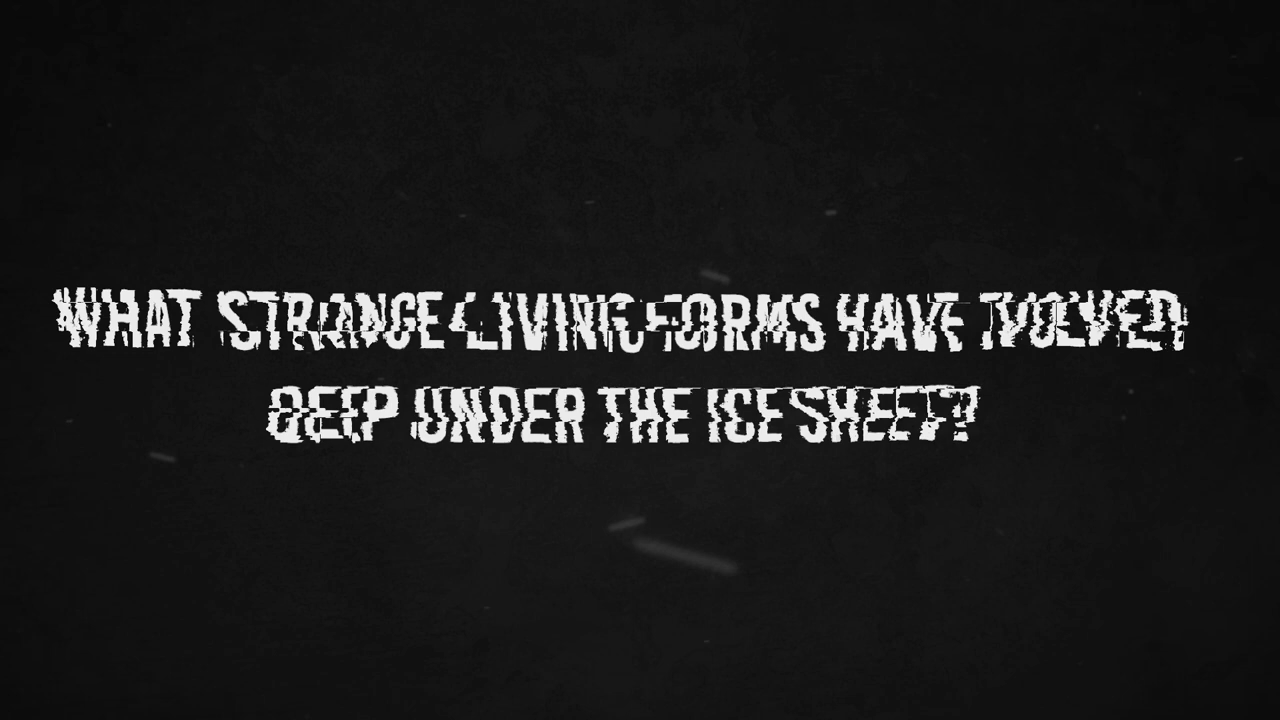 WHAT STRANGE LIVING FORMS HAVE EVOLVED
DEEP UNDER THE ICE SHEET?